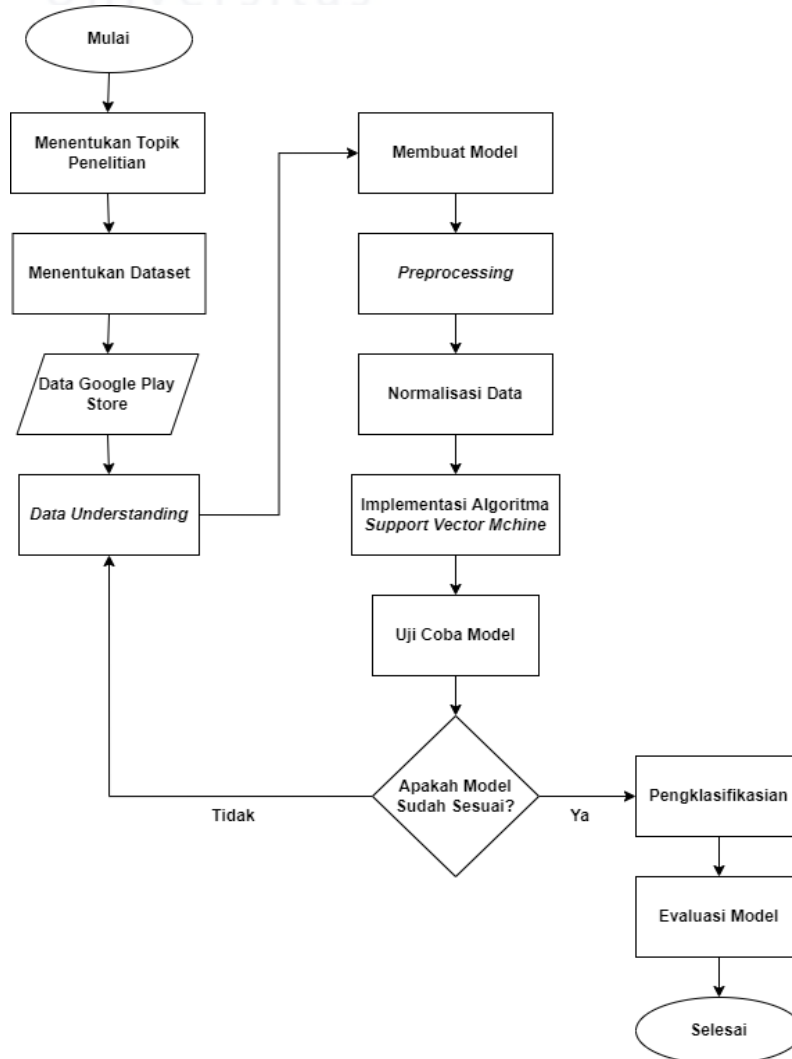 Mulai
Menentukan Topik
Penelitian
Menentukan Dataset
Data Google Play
Store
Data Understanding
Membuat Model
Preprocessing
Normalisasi Data
Implementasi Algoritma
Support Vector Mchine
Uji Coba Model
Apakah Model
Sudah Sesuai?
Tidak
Ya
Pengklasifikasian
Evaluasi Model
Selesai